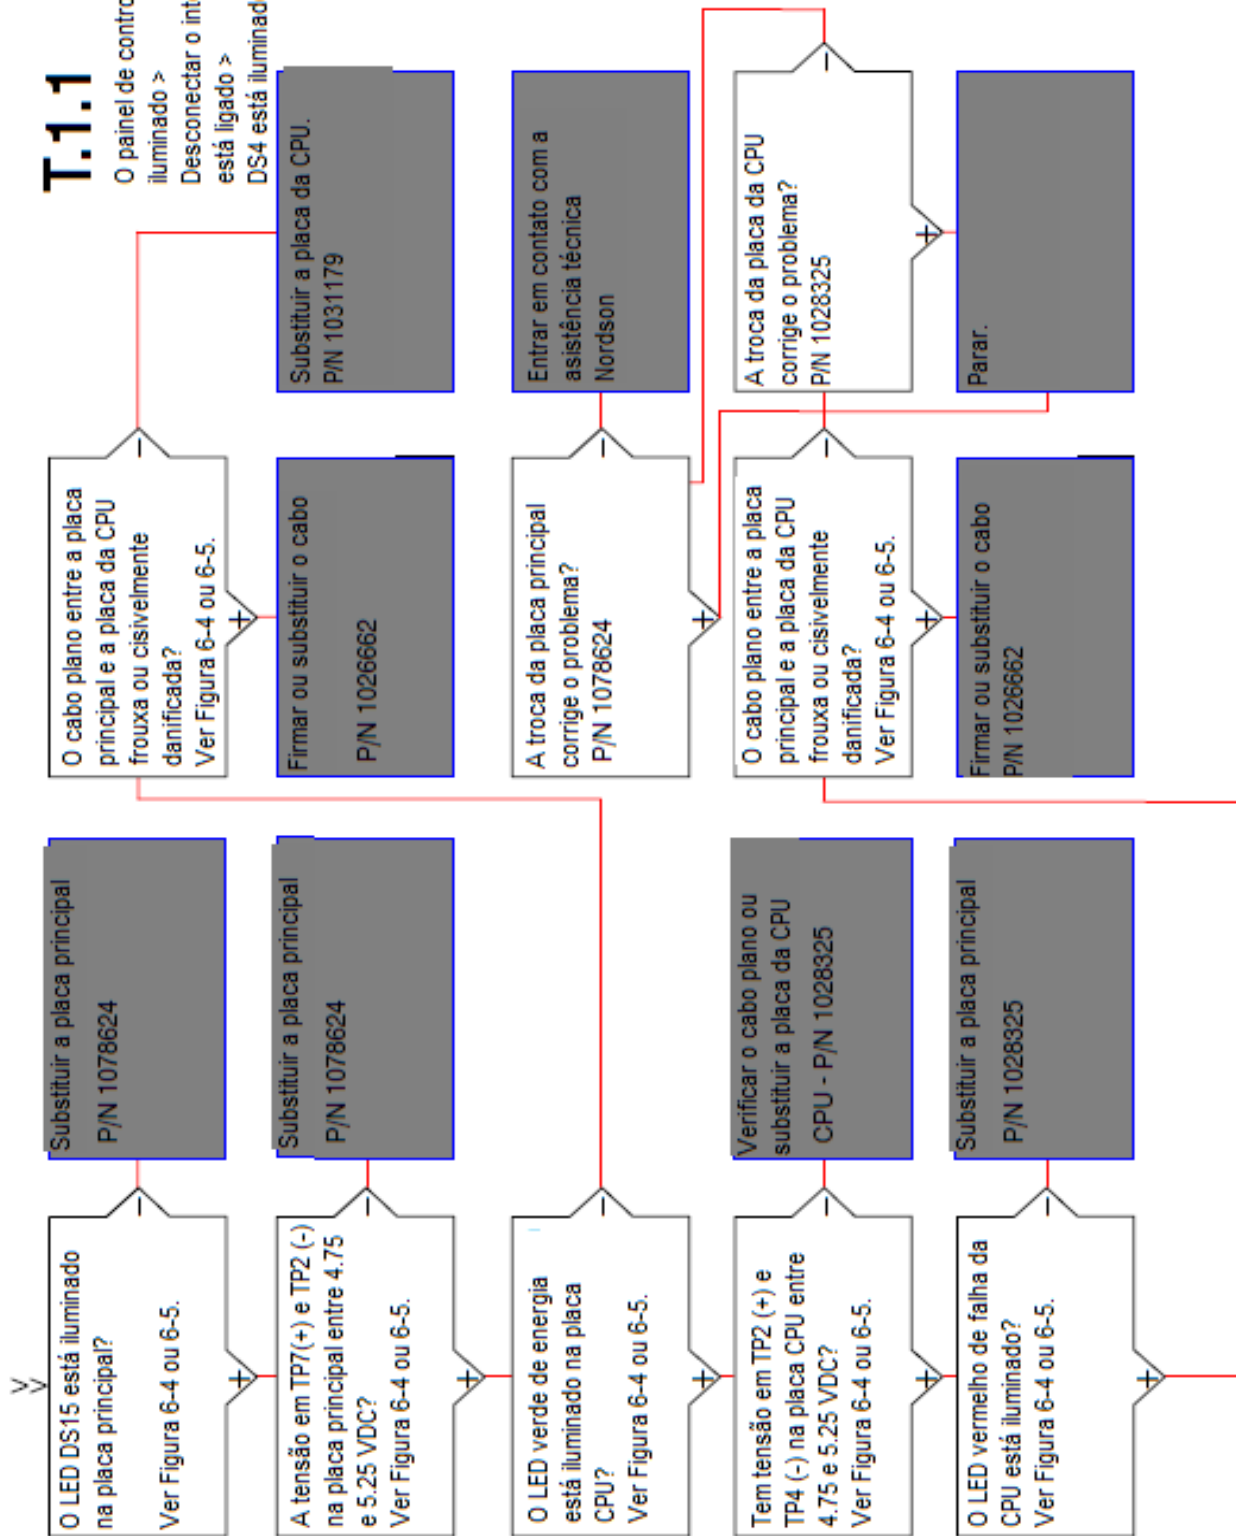 T.1.1
O painel de contro
iluminado >
Desconectar o int
está ligado >
DS4 está iluminad
>>
O LED DS15 está iluminado
na placa principal?
Ver Figura 6-4 ou 6-5.
-
+
Substituir a placa principal
P/N 1078624
A tensão em TP7(+) e TP2 (-)
na placa principal entre 4.75
e 5.25 VDC?
Ver Figura 6-4 ou 6-5.
-
+
Substituir a placa principal
P/N 1078624
O LED verde de energia
está iluminado na placa
CPU?
Ver Figura 6-4 ou 6-5.
-
+
O cabo plano entre a placa
principal e a placa da CPU
frouxa ou cisivelmente
danificada?
Ver Figura 6-4 ou 6-5.
-
+
Substituir a placa da CPU.
P/N 1031179
Firmar ou substituir o cabo
P/N 1026662
Tem tensão em TP2 (+) e
TP4 (-) na placa CPU entre
4.75 e 5.25 VDC?
Ver Figura 6-4 ou 6-5.
-
+
Verificar o cabo plano ou
substituir a placa da CPU
CPU - P/N 1028325
O LED vermelho de falha da
CPU está iluminado?
Ver Figura 6-4 ou 6-5.
-
+
Substituir a placa principal
P/N 1028325
A troca da placa principal
corrige o problema?
P/N 1078624
-
+
Entrar em contato com a
asistência técnica
Nordson
O cabo plano entre a placa
principal e a placa da CPU
frouxa ou cisivelmente
danificada?
Ver Figura 6-4 ou 6-5.
-
+
A troca da placa da CPU
corrige o problema?
P/N 1028325
-
+
Firmar ou substituir o cabo
P/N 1026662
Parar.